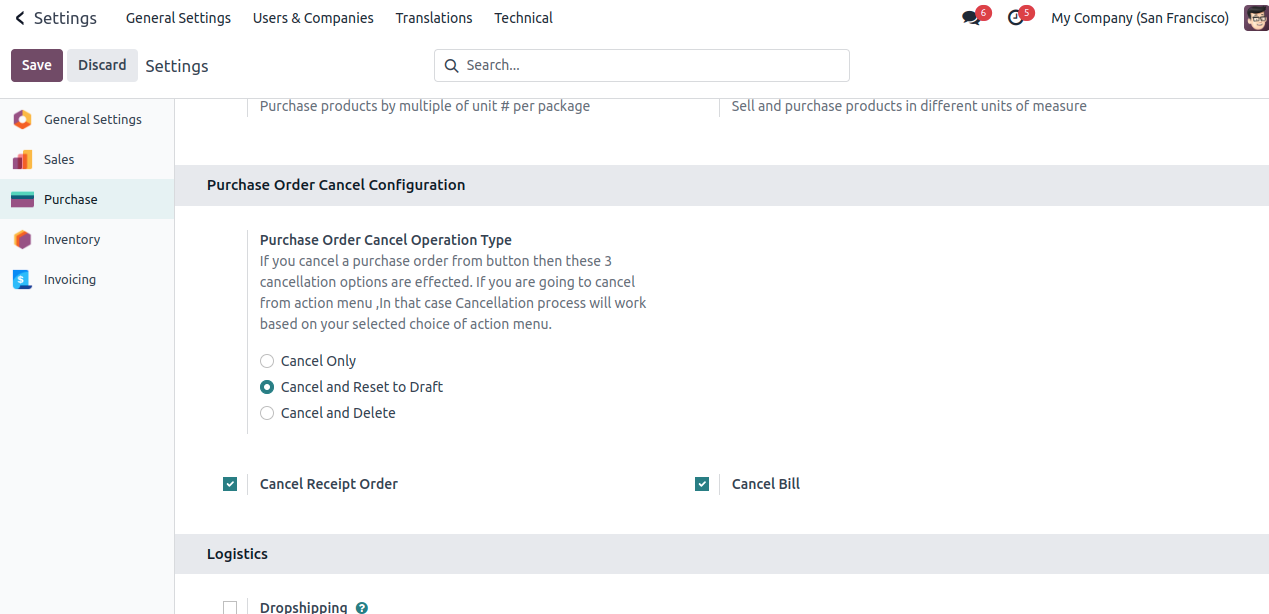 Settings General Settings Users & Companies Translations Technical 6 5 My Company (San Francisco)
Save Discard Settings Search...
General Settings
Sales
Purchase
Inventory
Invoicing
Purchase products by multiple of unit # per package
Sell and purchase products in different units of measure
Purchase Order Cancel Configuration
Purchase Order Cancel Operation Type
If you cancel a purchase order from button then these 3
cancellation options are effected. If you are going to cancel
from action menu ,In that case Cancellation process will work
based on your selected choice of action menu.
Cancel Only
Cancel and Reset to Draft
Cancel and Delete
Cancel Receipt Order
Cancel Bill
Logistics
Dropshipping ?